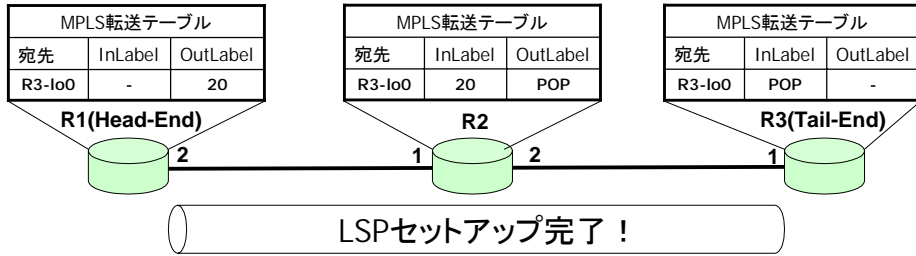 MPLS転送テーブル
宛先 InLabel OutLabel
R3-lo0 - 20
MPLS転送テーブル
宛先 InLabel OutLabel
R3-lo0 20 POP
MPLS転送テーブル
宛先 InLabel OutLabel
R3-lo0 POP -
R1(Head-End)
R2
R3(Tail-End)
2
1
2
1
LSPセットアップ完了！